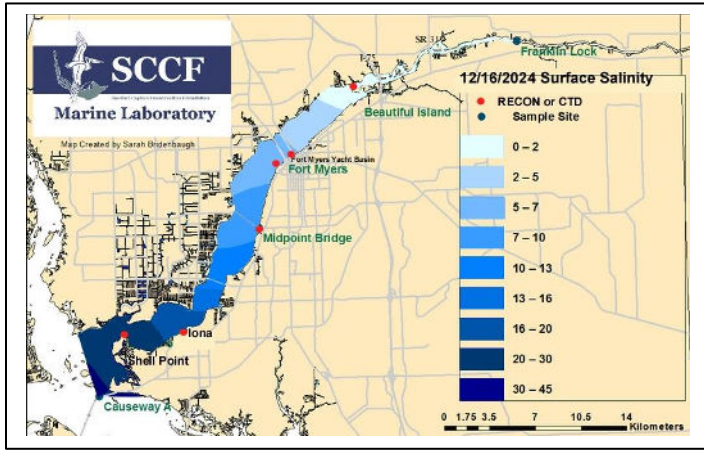 SCCF
Marine Laboratory
Map Created by Sarah Bridenbaugh
SR 31
I-75
Franklin Lock
12/16/2024 Surface Salinity
RECON or CTD
Sample Site
Beautiful Island
Fort Myers Yacht Basin
Fort Myers
Midpoint Bridge
Iona
Shell Point
Causeway A
0 – 2
2 – 5
5 – 7
7 – 10
10 – 13
13 – 16
16 – 20
20 – 30
30 – 45
0 1.75 3.5 7 10.5 14
Kilometers